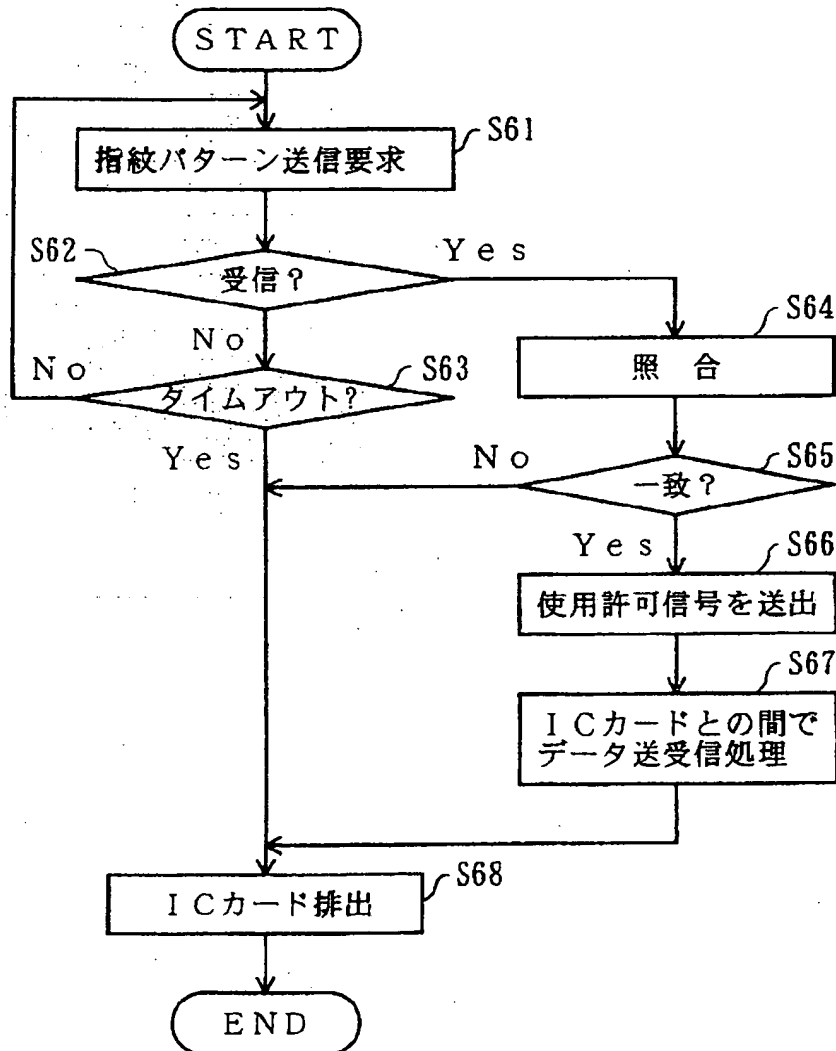 START
S61
指紋パターン送信要求
S62
受信？
Yes
No
S63
タイムアウト？
No
Yes
S64
照　合
S65
一致？
No
Yes
S66
使用許可信号を送出
S67
ＩＣカードとの間で
データ送受信処理
S68
ＩＣカード排出
END